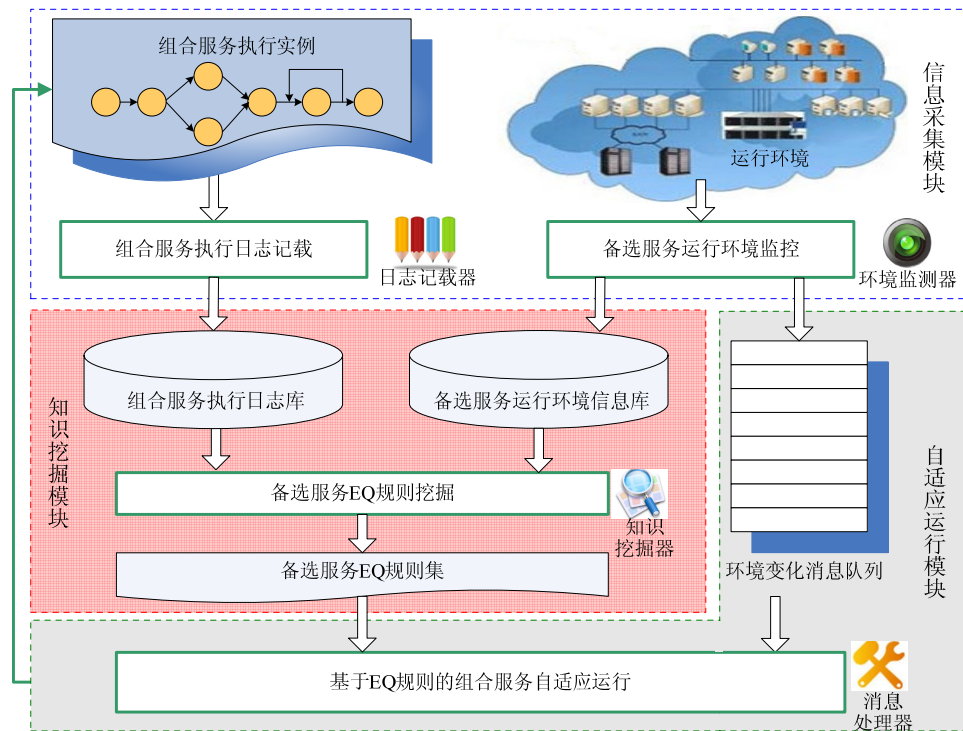 组合服务执行实例
运行环境
信息采集模块
组合服务执行日志记载
日志记载器
备选服务运行环境监控
环境监测器
组合服务执行日志库
备选服务运行环境信息库
知识挖掘模块
备选服务EQ规则挖掘
知识
挖掘器
备选服务EQ规则集
环境变化消息队列
自适应运行模块
基于EQ规则的组合服务自适应运行
消息
处理器